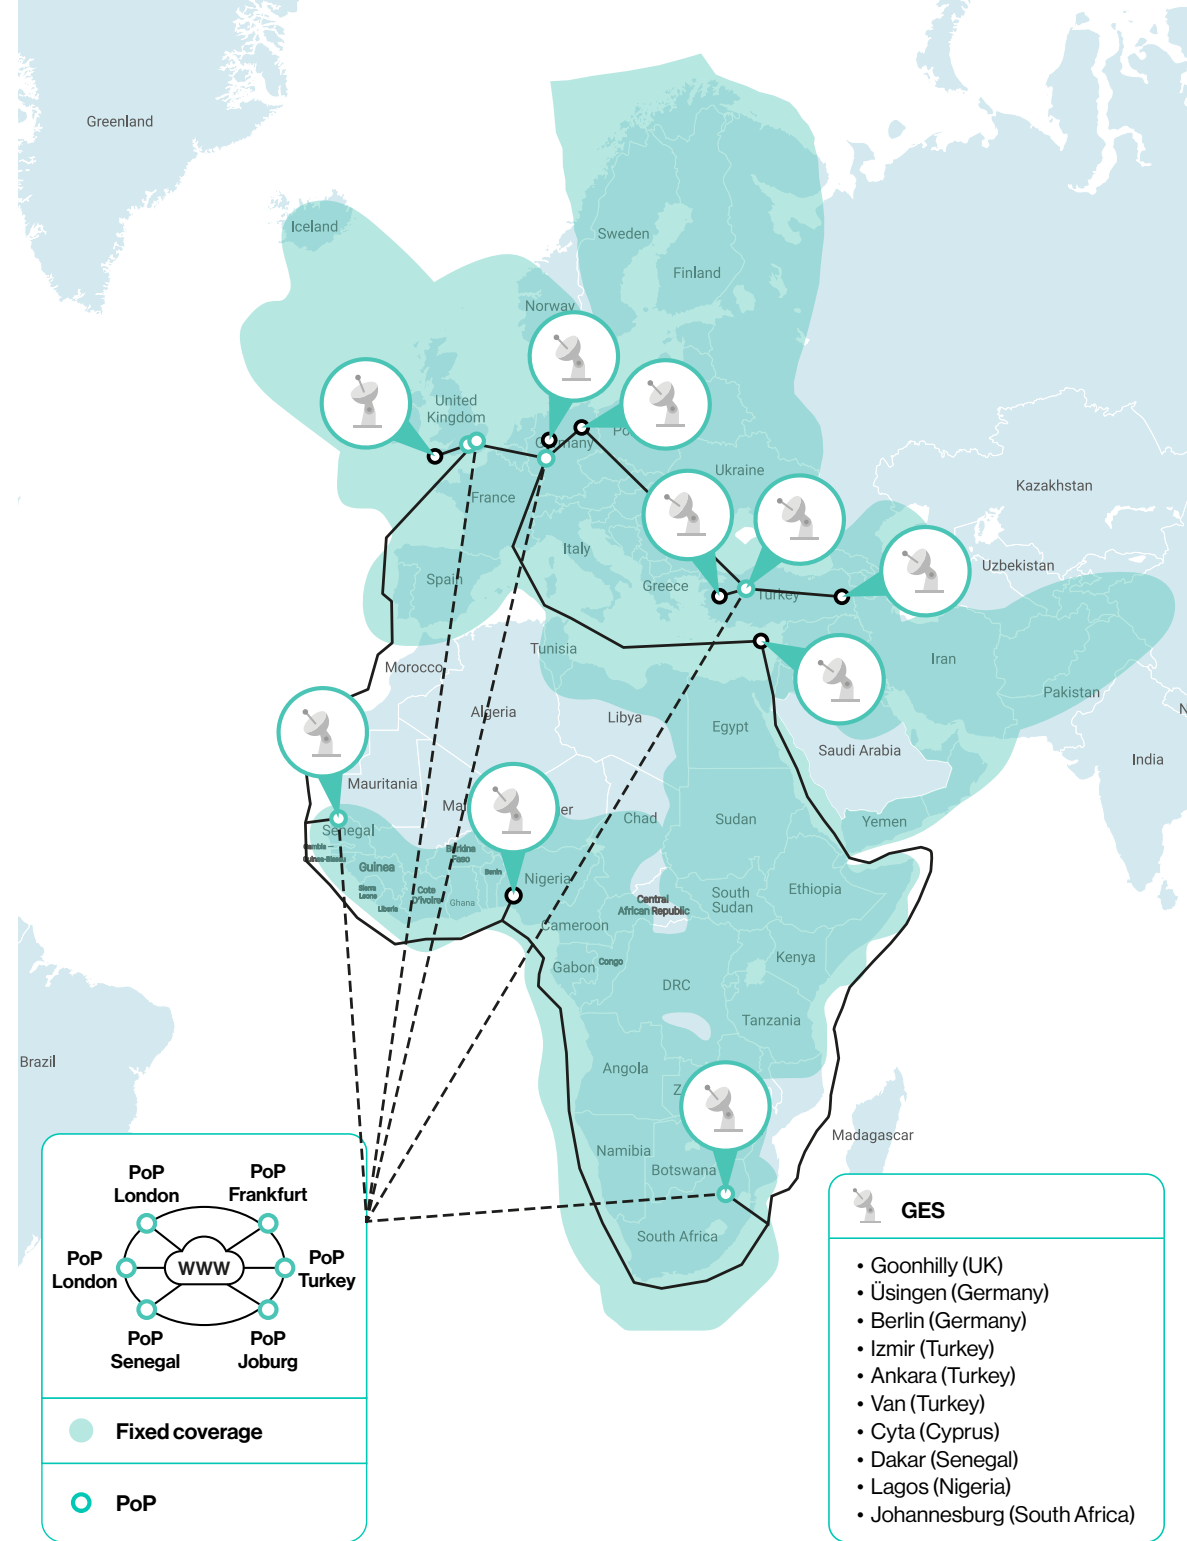 Greenland
Iceland
Sweden
Finland
Norway
United
Kingdom
Germany
Po
Ukraine
Kazakhstan
France
Italy
Uzbekistan
Spain
Greece
Turkey
Tunisia
Iran
Morocco
Pakistan
N
Algeria
Libya
Egypt
Saudi Arabia
India
Mauritania
Ma
er
Chad
Sudan
Yemen
Senegal
Gambia
Guinea-Bissau
Burkina
Faso
Guinea
Benin
Nigeria
Sierra
Leone
Cote
D'Ivoire
Ghana
Liberia
South
Sudan
Ethiopia
Central
African Republic
Cameroon
Kenya
Gabon
Congo
DRC
Tanzania
Brazil
Angola
Z
Madagascar
Namibia
Botswana
South Africa
PoP
London
PoP
Frankfurt
PoP
London
WWW
PoP
Turkey
PoP
Senegal
PoP
Joburg
Fixed coverage
PoP
GES
• Goonhilly (UK)
• Üsingen (Germany)
• Berlin (Germany)
• Izmir (Turkey)
• Ankara (Turkey)
• Van (Turkey)
• Cyta (Cyprus)
• Dakar (Senegal)
• Lagos (Nigeria)
• Johannesburg (South Africa)